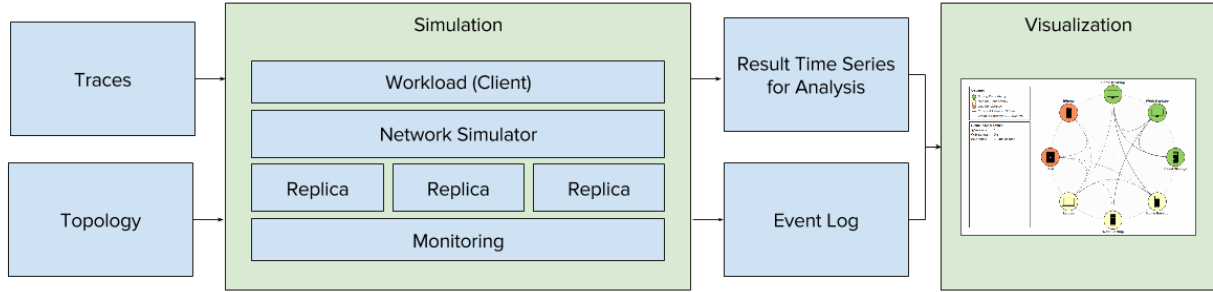 Traces
Topology
Simulation
Workload (Client)
Network Simulator
Replica
Replica
Replica
Monitoring
Result Time Series
for Analysis
Event Log
Visualization